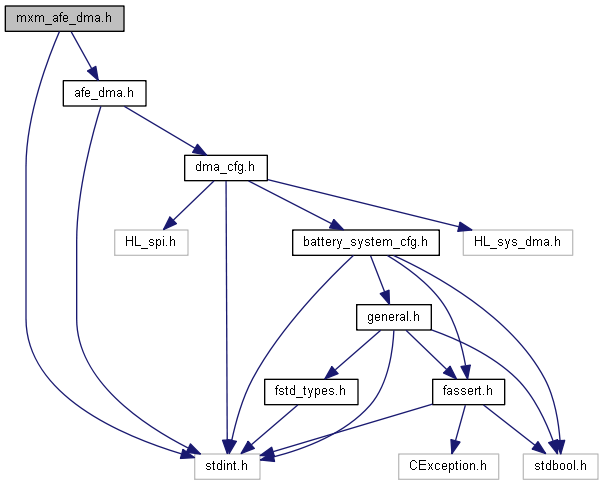 mxm_afe_dma.h
afe_dma.h
dma_cfg.h
HL_spi.h
battery_system_cfg.h
HL_sys_dma.h
general.h
fstd_types.h
fassert.h
stdint.h
CException.h
stdbool.h